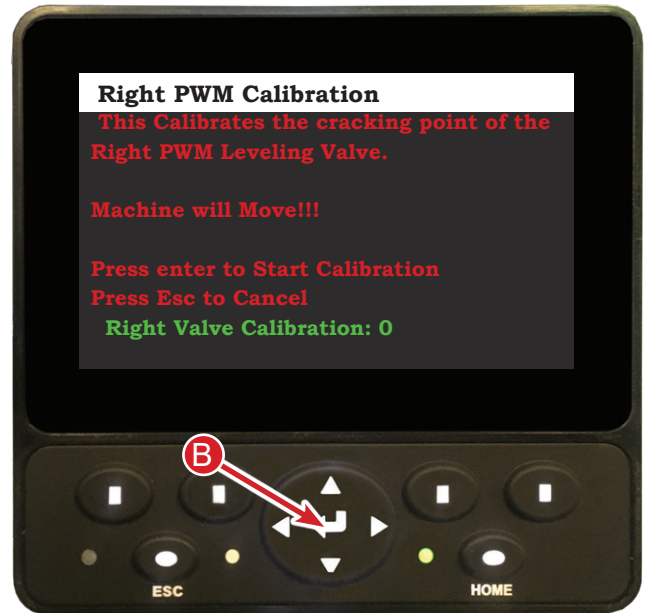 Right PWM Calibration
This Calibrates the cracking point of the
Right PWM Leveling Valve.
Machine will Move!!!
Press enter to Start Calibration
Press Esc to Cancel
Right Valve Calibration: 0
B
ESC
HOME